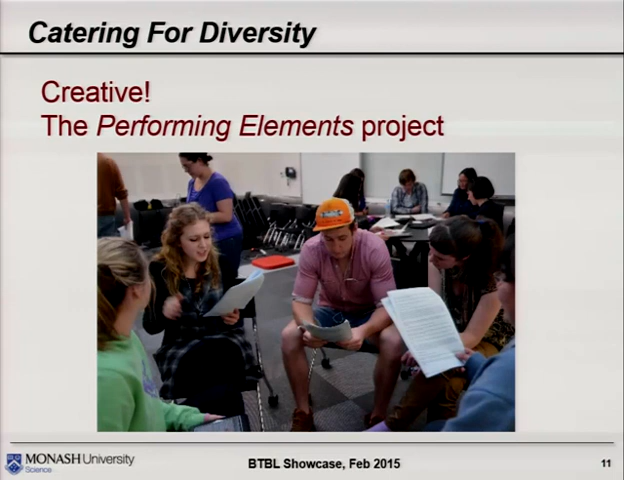 Catering For Diversity
Creative!
The Performing Elements project
MONASH University
Science
BTBL Showcase, Feb 2015
11